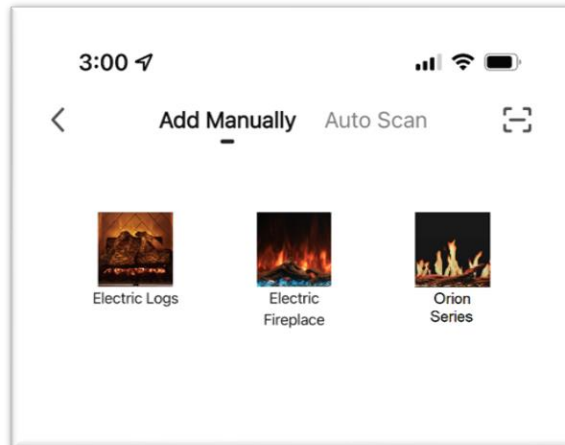 3:00
Add Manually Auto Scan
Electric Logs
Electric
Fireplace
Orion
Series